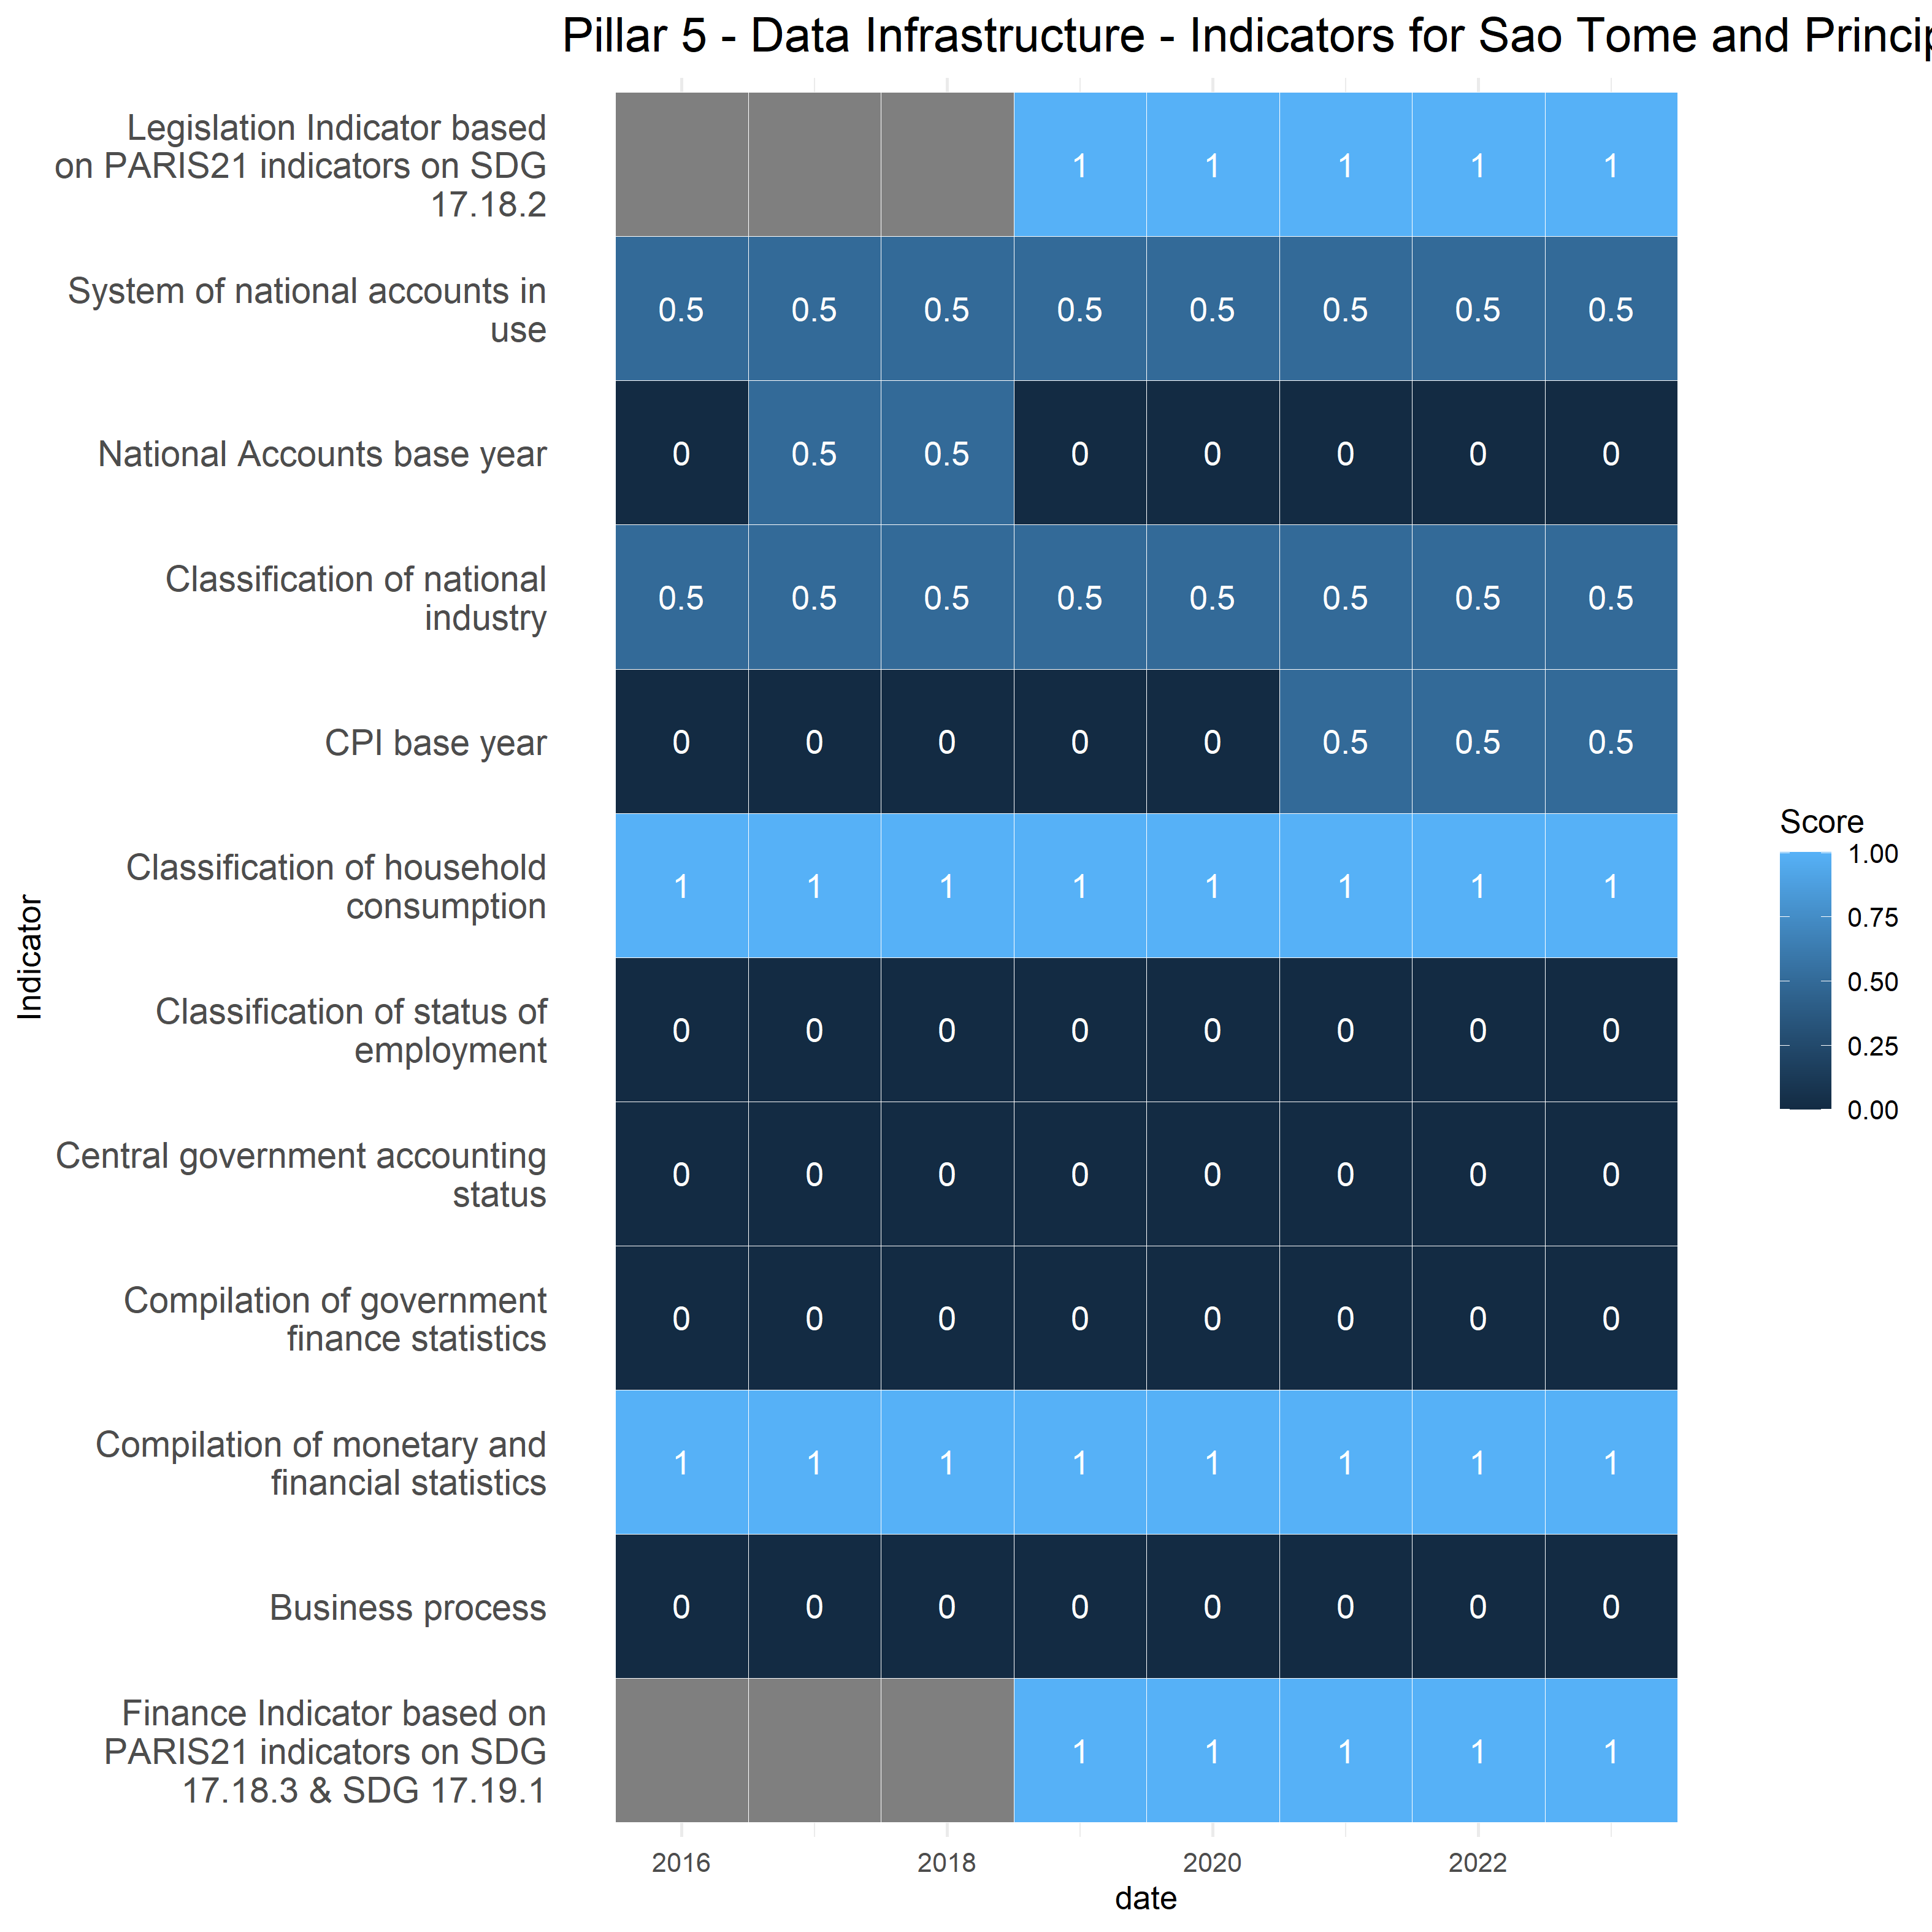 Pillar 5 - Data Infrastructure - Indicators for Sao Tome and Princip
Legislation Indicator based
on PARIS21 indicators on SDG
17.18.2
1 1 1 1 1
System of national accounts in
use
0.5 0.5 0.5 0.5 0.5 0.5 0.5 0.5
National Accounts base year
0 0.5 0.5 0 0 0 0 0
Classification of national
industry
0.5 0.5 0.5 0.5 0.5 0.5 0.5 0.5
CPI base year
0 0 0 0 0 0.5 0.5 0.5
Classification of household
consumption
1 1 1 1 1 1 1 1
Classification of status of
employment
0 0 0 0 0 0 0 0
Central government accounting
status
0 0 0 0 0 0 0 0
Compilation of government
finance statistics
0 0 0 0 0 0 0 0
Compilation of monetary and
financial statistics
1 1 1 1 1 1 1 1
Business process
0 0 0 0 0 0 0 0
Finance Indicator based on
PARIS21 indicators on SDG
17.18.3 & SDG 17.19.1
1 1 1 1 1
2016 2018 2020 2022
date
Indicator
Score
1.00
0.75
0.50
0.25
0.00